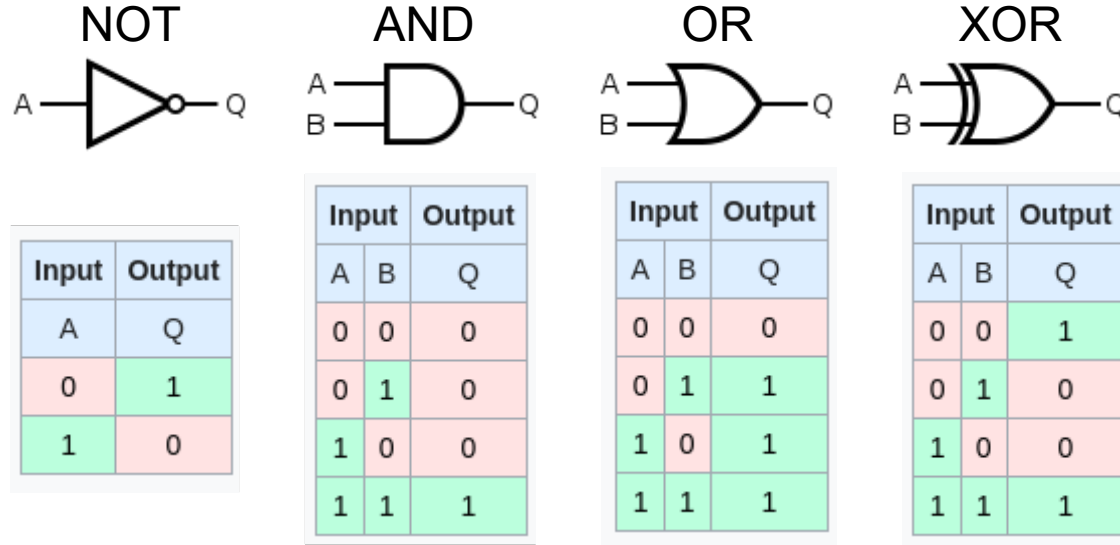 NOT
A Q
Input Output
A Q
0 1
1 0
AND
A
B
Q
Input Output
A B Q
0 0 0
0 1 0
1 0 0
1 1 1
OR
A
B
Q
Input Output
A B Q
0 0 0
0 1 1
1 0 1
1 1 1
XOR
A
B
Q
Input Output
A B Q
0 0 1
0 1 0
1 0 0
1 1 1